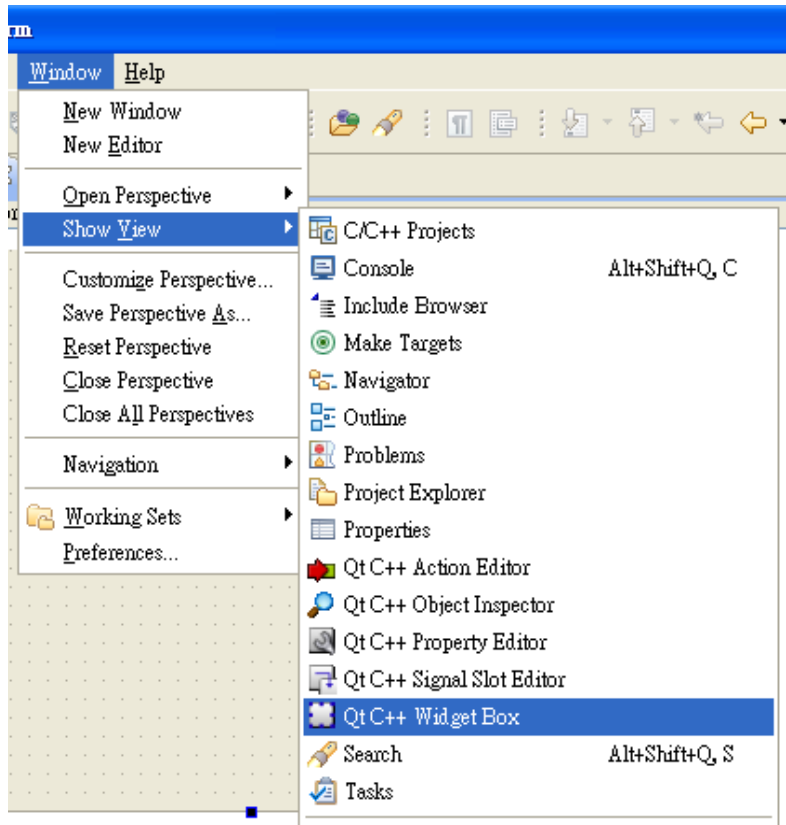 Window Help
New Window
New Editor
Open Perspective
Show View
Customize Perspective...
Save Perspective As...
Reset Perspective
Close Perspective
Close All Perspectives
Navigation
Working Sets
Preferences...
C/C++ Projects
Console Alt+Shift+Q, C
Include Browser
Make Targets
Navigator
Outline
Problems
Project Explorer
Properties
Qt C++ Action Editor
Qt C++ Object Inspector
Qt C++ Property Editor
Qt C++ Signal Slot Editor
Qt C++ Widget Box
Search Alt+Shift+Q, S
Tasks